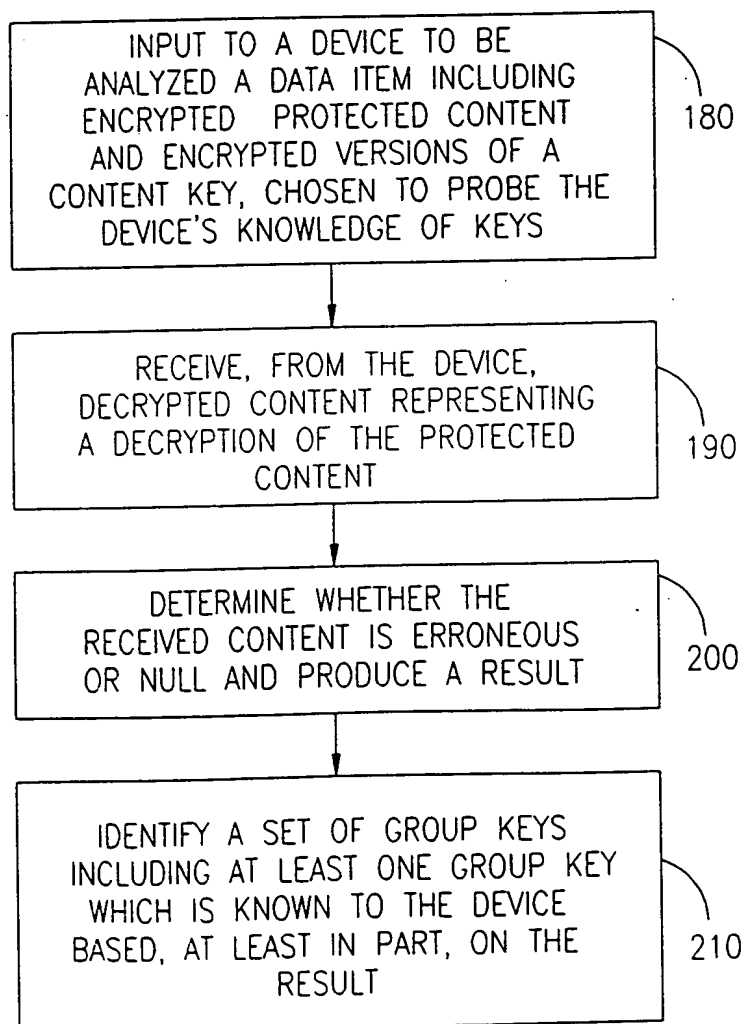 INPUT TO A DEVICE TO BE
ANALYZED A DATA ITEM INCLUDING
ENCRYPTED PROTECTED CONTENT
AND ENCRYPTED VERSIONS OF A
CONTENT KEY, CHOSEN TO PROBE THE
DEVICE'S KNOWLEDGE OF KEYS
180
RECEIVE, FROM THE DEVICE,
DECRYPTED CONTENT REPRESENTING
A DECRYPTION OF THE PROTECTED
CONTENT
190
DETERMINE WHETHER THE
RECEIVED CONTENT IS ERRONEOUS
OR NULL AND PRODUCE A RESULT
200
IDENTIFY A SET OF GROUP KEYS
INCLUDING AT LEAST ONE GROUP KEY
WHICH IS KNOWN TO THE DEVICE
BASED, AT LEAST IN PART, ON THE
RESULT
210